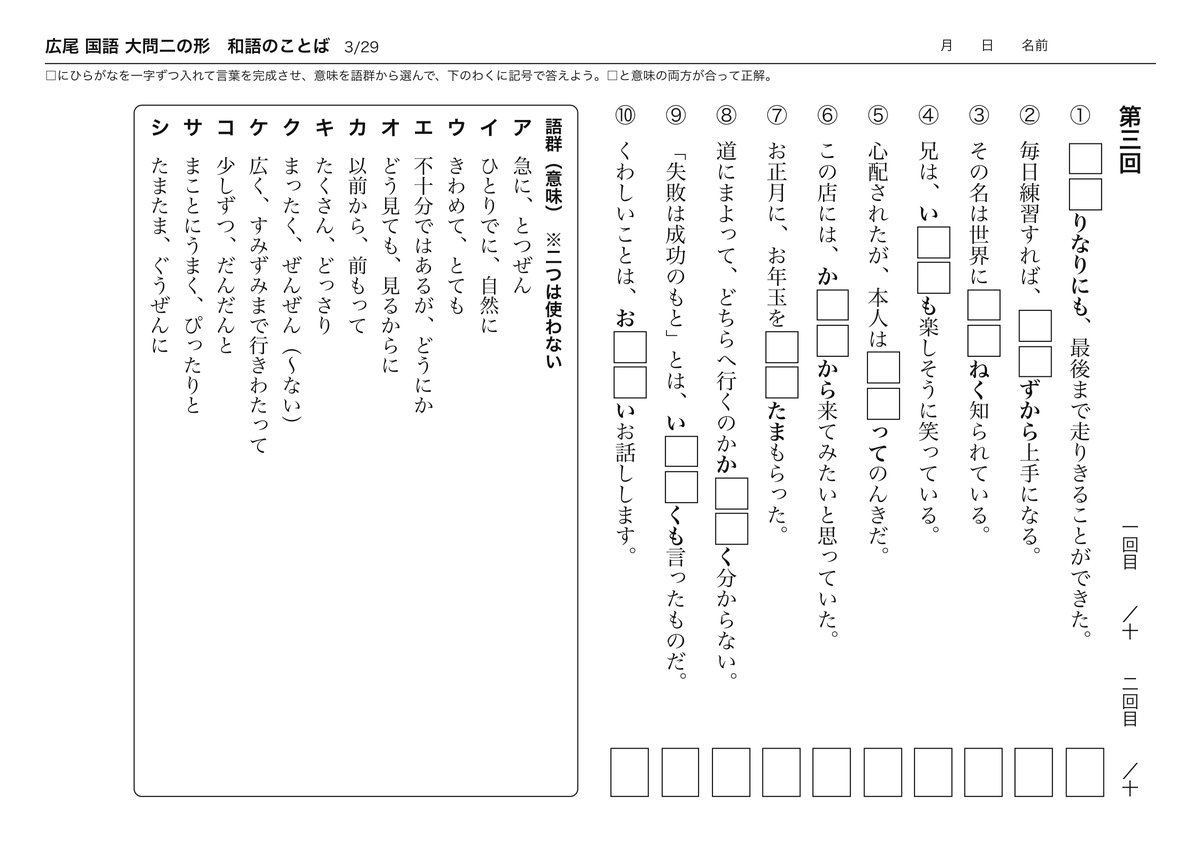 広尾 国語 大問二の形　和語のことば　3/29
月　日　名前
□にひらがなを一字ずつ入れて言葉を完成させ、意味を語群から選んで、下のわくに記号で答えよう。□と意味の両方が合って正解。
第三回　一回目　／十　二回目　／十
① □□りなりにも、最後まで走りきることができた。
② 毎日練習すれば、□□ずから上手になる。
③ その名は世界に□□ねく知られている。
④ 兄は、い□□も楽しそうに笑っている。
⑤ 心配されたが、本人は□□ってのんきだ。
⑥ この店には、か□□から来てみたいと思っていた。
⑦ お正月に、お年玉を□□たまもらった。
⑧ 道にまよって、どちらへ行くのかか□□く分からない。
⑨ 「失敗は成功のもと」とは、い□□くも言ったものだ。
⑩ くわしいことは、お□□いお話しします。
語群（意味）　※二つは使わない
ア　急に、とつぜん
イ　ひとりでに、自然に
ウ　きわめて、とても
エ　不十分ではあるが、どうにか
オ　どう見ても、見るからに
カ　以前から、前もって
キ　たくさん、どっさり
ク　まったく、ぜんぜん（〜ない）
ケ　広く、すみずみまで行きわたって
コ　少しずつ、だんだんと
サ　まことにうまく、ぴったりと
シ　たまたま、ぐうぜんに